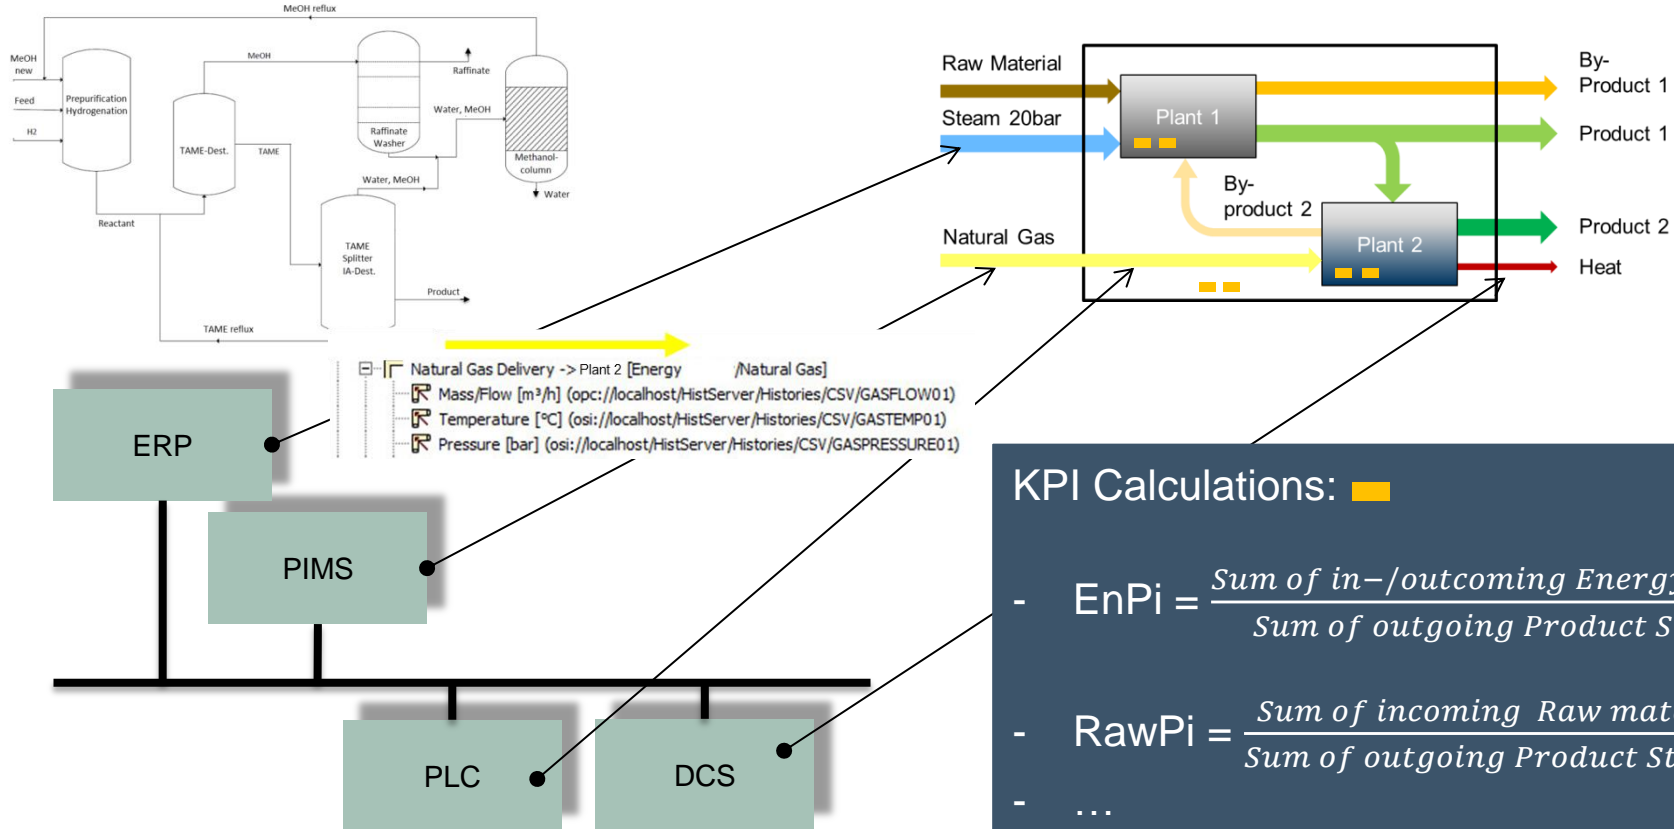 MeOH reflux
MeOH
new
Feed
H2
Prepurification
Hydrogenation
MeOH
TAME-Dest.
TAME
Reactant
Raffinate
Washer
Raffinate
Water, MeOH
Water, MeOH
Methanol-
column
Water
TAME
Splitter
IA-Dest.
Product
TAME reflux
Raw Material
Steam 20bar
Natural Gas
Plant 1
By-
product 2
Plant 2
By-
Product 1
Product 1
Product 2
Heat
Natural Gas Delivery -> Plant 2 [Energy /Natural Gas]
Mass/Flow [m³/h] (opc://localhost/HistServer/Histories/CSV/GASFLOW01)
Temperature [°C] (osi://localhost/HistServer/Histories/CSV/GASTEMP01)
Pressure [bar] (osi://localhost/HistServer/Histories/CSV/GASPRESSURE01)
ERP
PIMS
PLC
DCS
KPI Calculations:
- EnPi = Sum of in-/outcoming Energy
Sum of outgoing Product S
- RawPi = Sum of incoming Raw mat
Sum of outgoing Product St
- ...